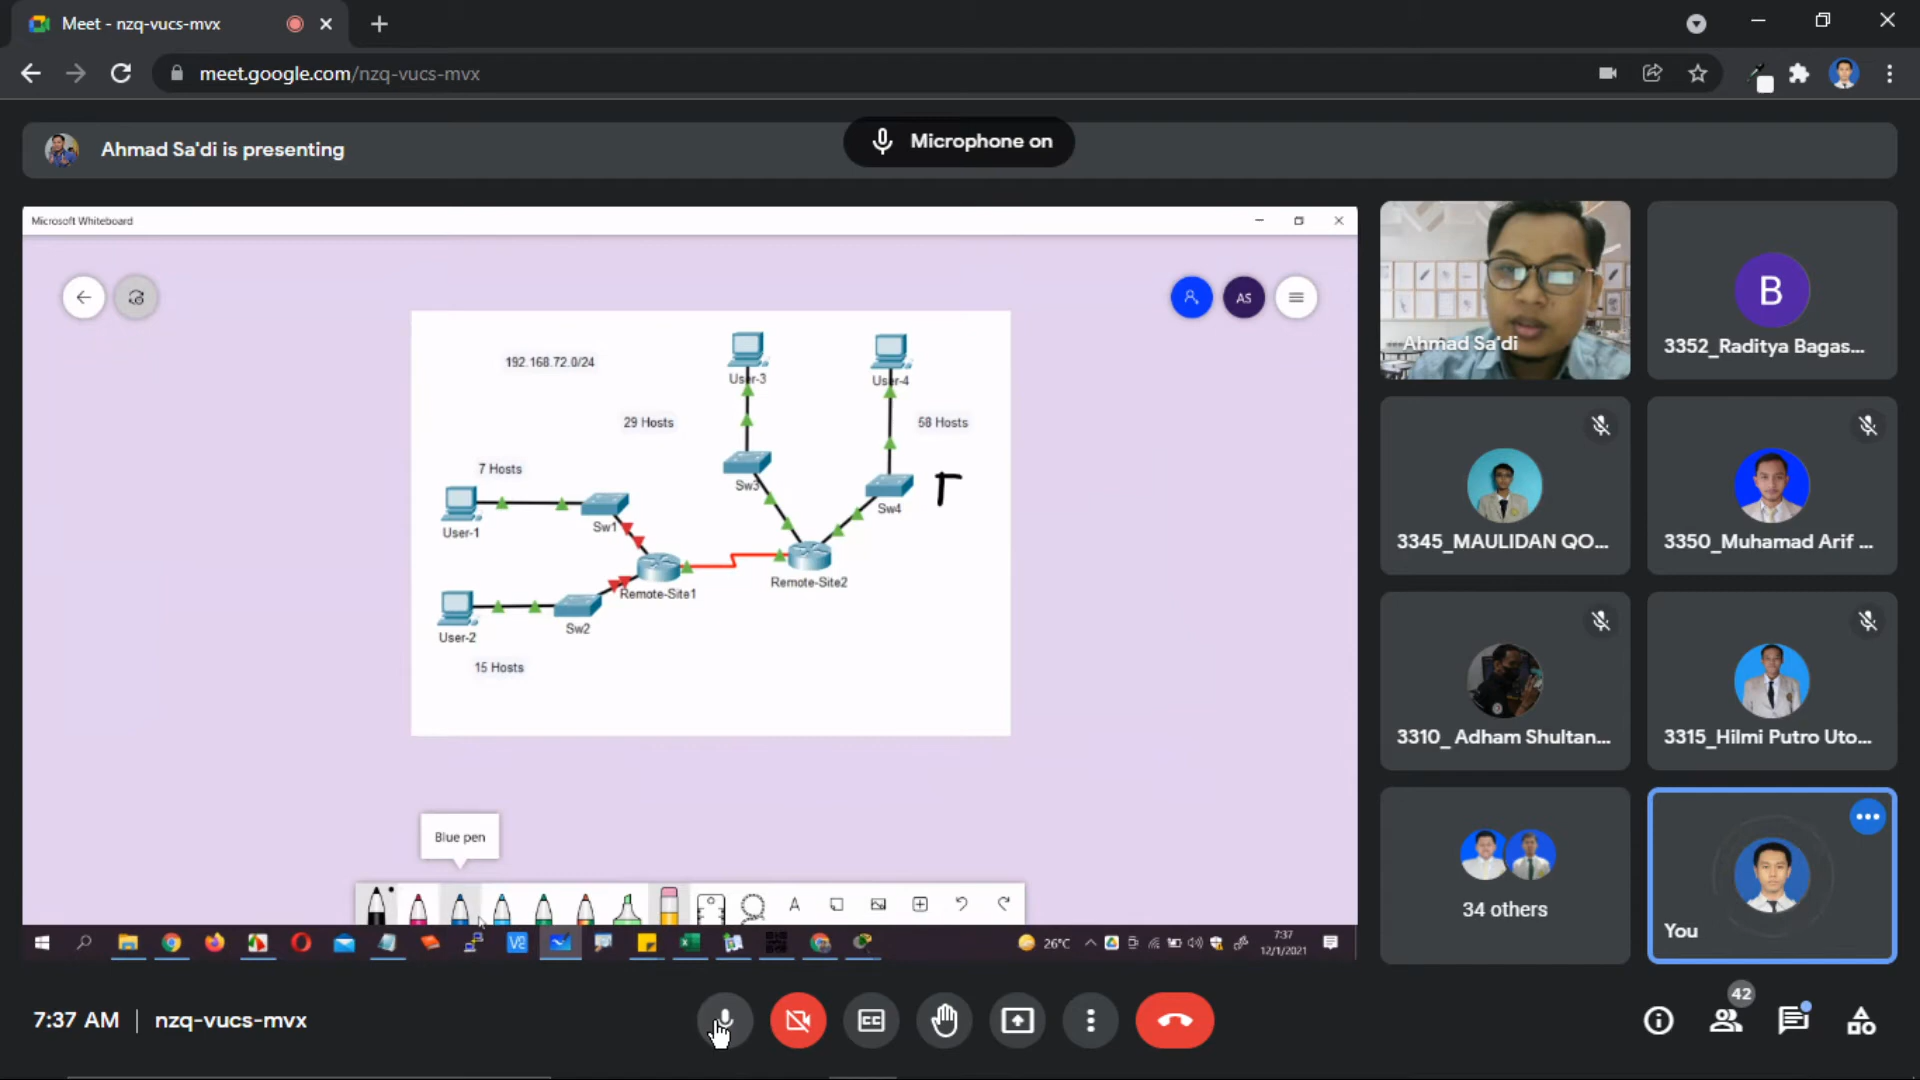 Meet - nzq-vucs-mvx
meet.google.com/nzq-vucs-mvx
Ahmad Sa'di is presenting
Microphone on
Microsoft Whiteboard
AS
192.168.72.0/24
User-3
User-4
29 Hosts
58 Hosts
7 Hosts
Sw3
Sw4
User-1
Sw1
Remote-Site2
Remote-Site1
User-2
Sw2
15 Hosts
Blue pen
A
26°C
7:37
12/1/2021
Ahmad Sa'di
B
3352_Raditya Bagas...
3345_MAULIDAN QO...
3350_Muhamad Arif ...
3310_ Adham Shultan...
3315_Hilmi Putro Uto...
34 others
You
7:37 AM | nzq-vucs-mvx
CC
42